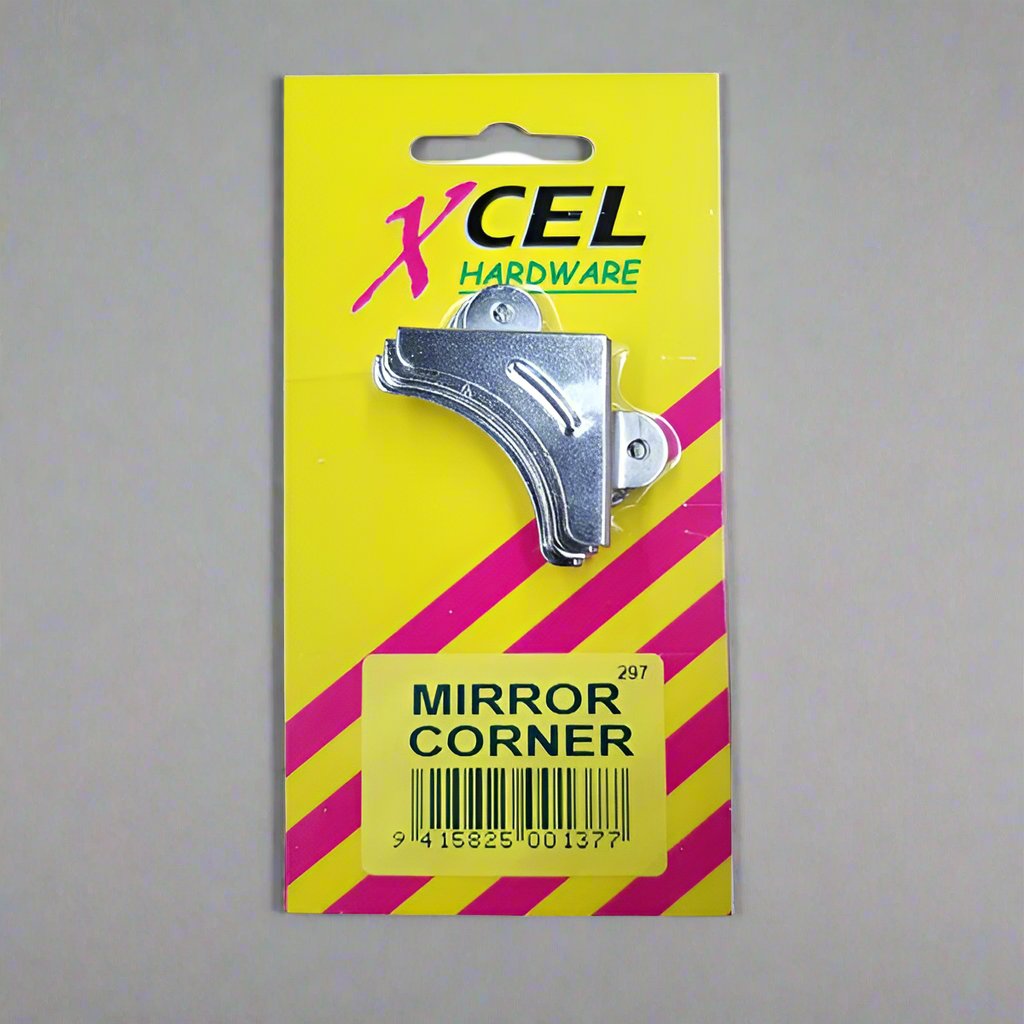 XCEL
HARDWARE
297
MIRROR
CORNER
9 415825 001377